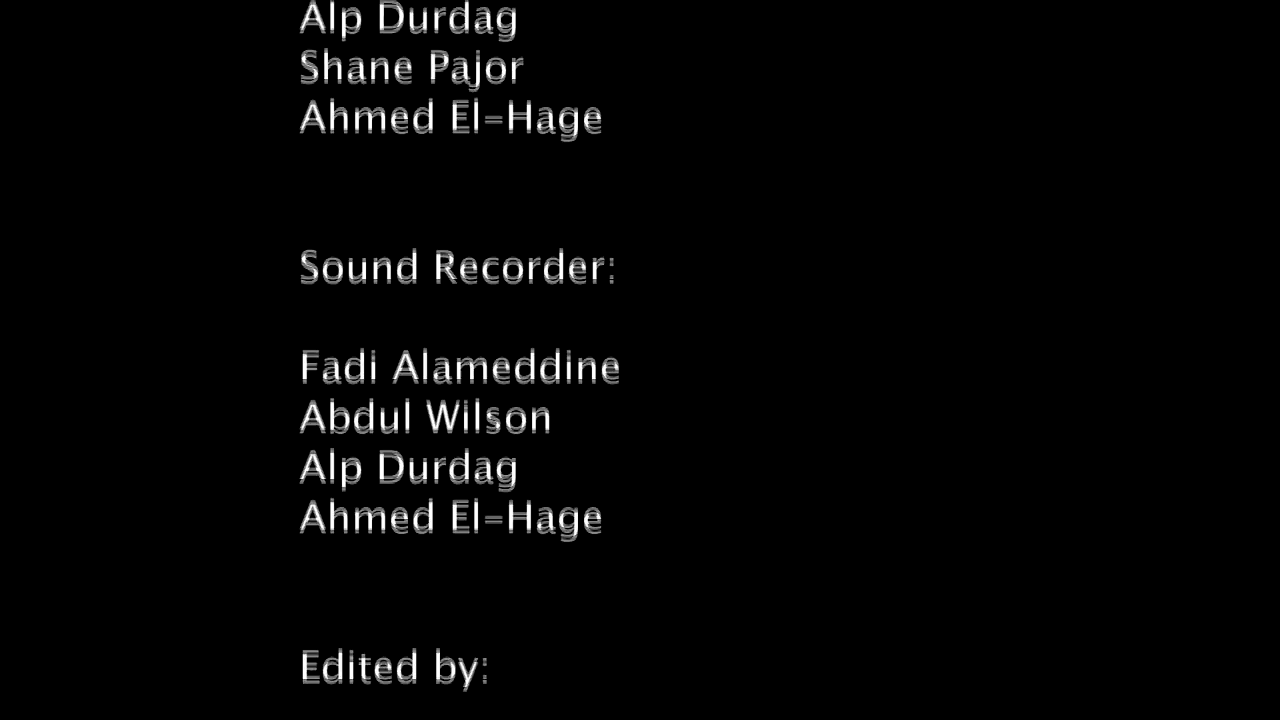 Alp Durdag
Shane Pajor
Ahmed El-Hage
Sound Recorder:
Fadi Alameddine
Abdul Wilson
Alp Durdag
Ahmed El-Hage
Edited by: